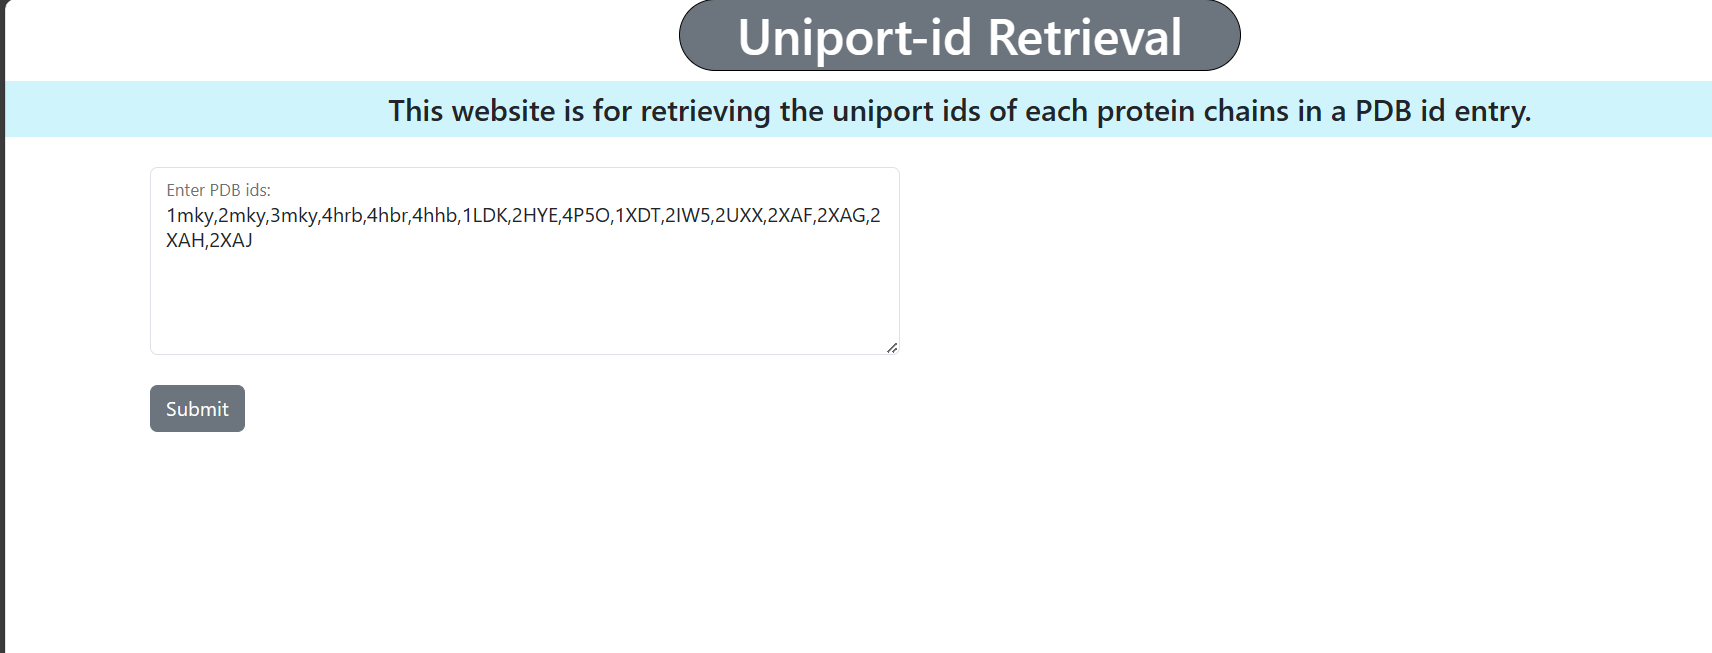 Uniport-id Retrieval
This website is for retrieving the uniport ids of each protein chains in a PDB id entry.
Enter PDB ids:
1mky,2mky,3mky,4hrb,4hbr,4hhb,1LDK,2HYE,4P5O,1XDT,2IW5,2UXX,2XAF,2XAG,2
XAH,2XAJ
Submit